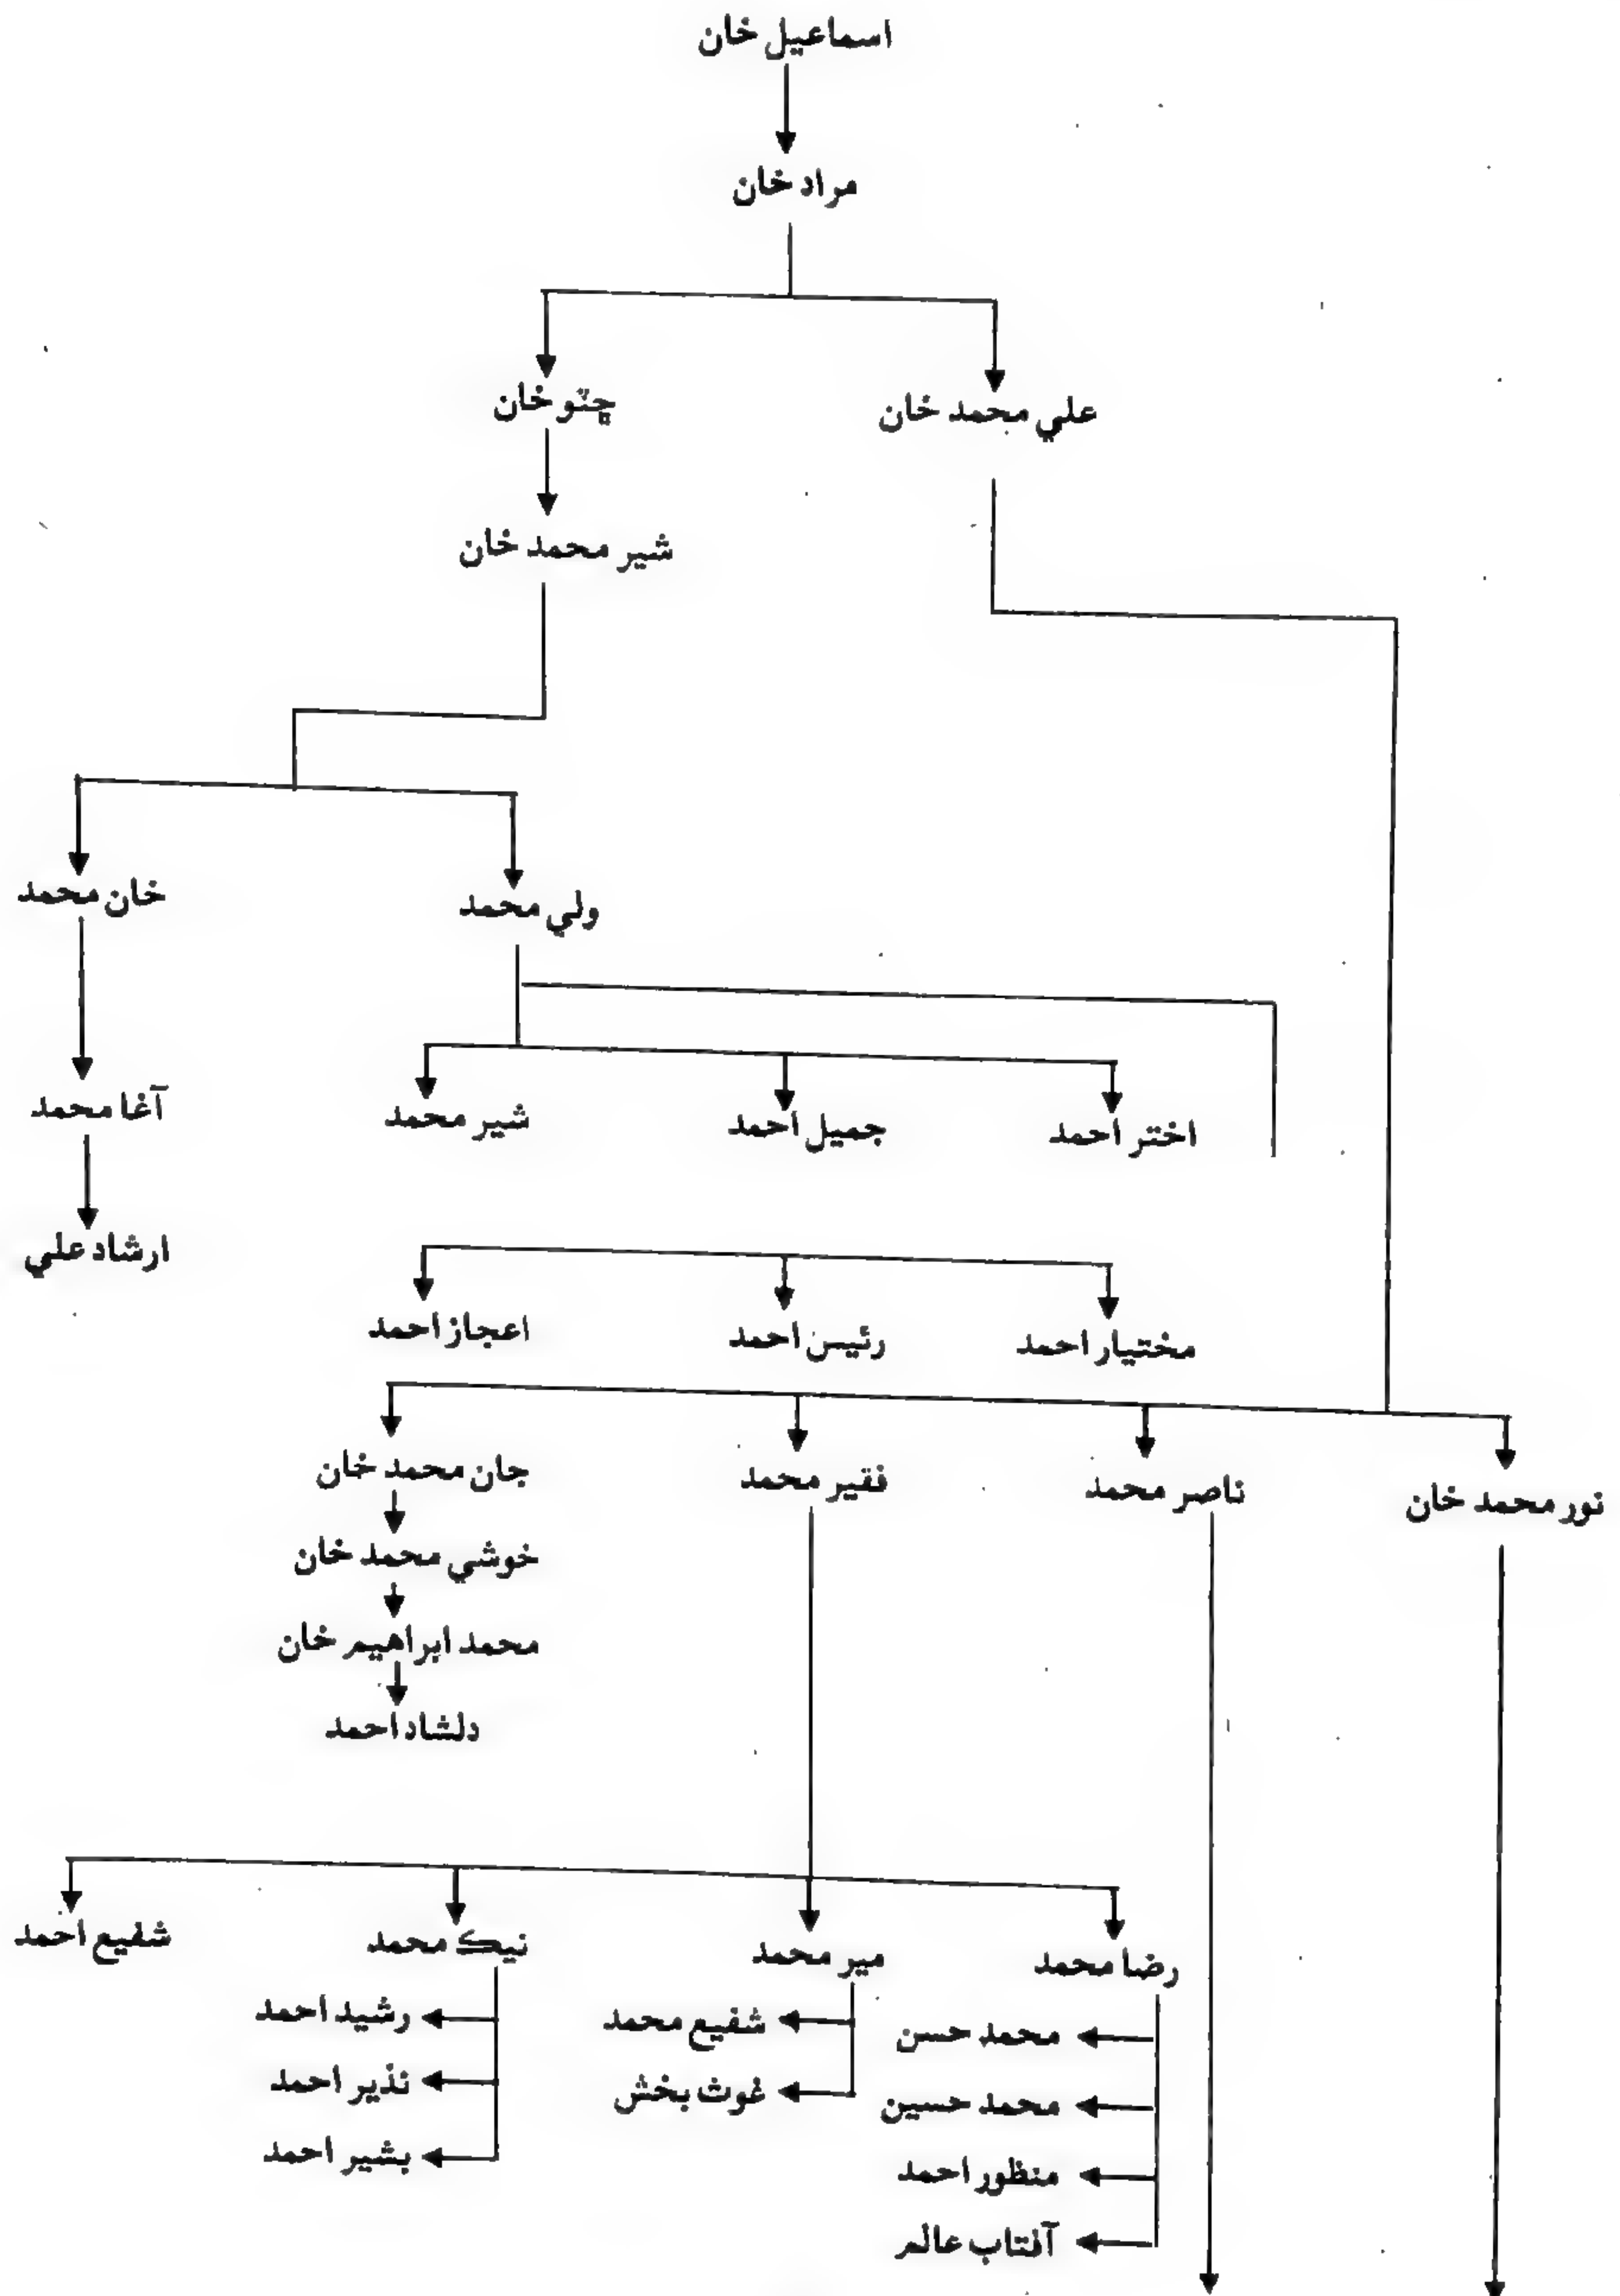 اسماعيل خان
مراد خان
علي محمد خان
چٽو خان
شير محمد خان
ولي محمد
خان محمد
اختر احمد
جميل احمد
شير محمد
آغا محمد
ارشاد علي
مختيار احمد
رئيس احمد
اعجاز احمد
نور محمد خان
ناصر محمد
فقير محمد
جان محمد خان
خوشي محمد خان
محمد ابراهيم خان
دلشاد احمد
رضا محمد
مير محمد
نيڪ محمد
شفيع احمد
محمد حسن
محمد حسين
منظور احمد
آفتاب عالم
شفيع محمد
غوث بخش
رشيد احمد
نذير احمد
بشير احمد